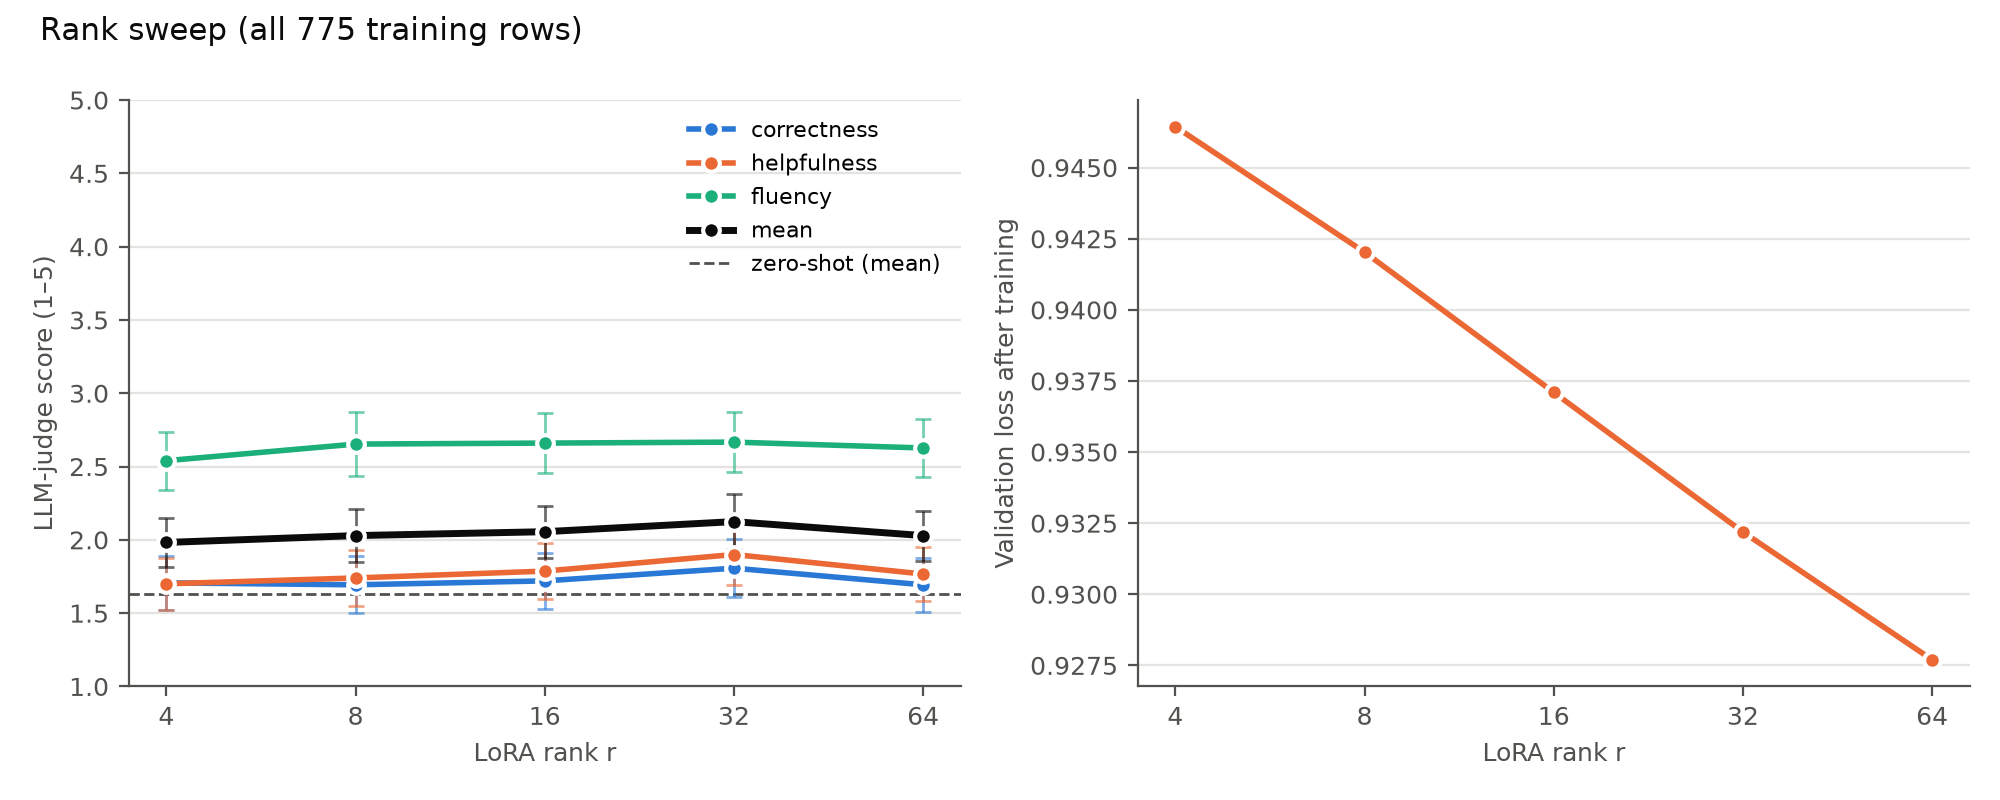 Rank sweep (all 775 training rows)
LLM-judge score (1–5)
5.0
4.5
4.0
3.5
3.0
2.5
2.0
1.5
1.0
correctness
helpfulness
fluency
mean
zero-shot (mean)
4 8 16 32 64
LoRA rank r
Validation loss after training
0.9450
0.9425
0.9400
0.9375
0.9350
0.9325
0.9300
0.9275
4 8 16 32 64
LoRA rank r